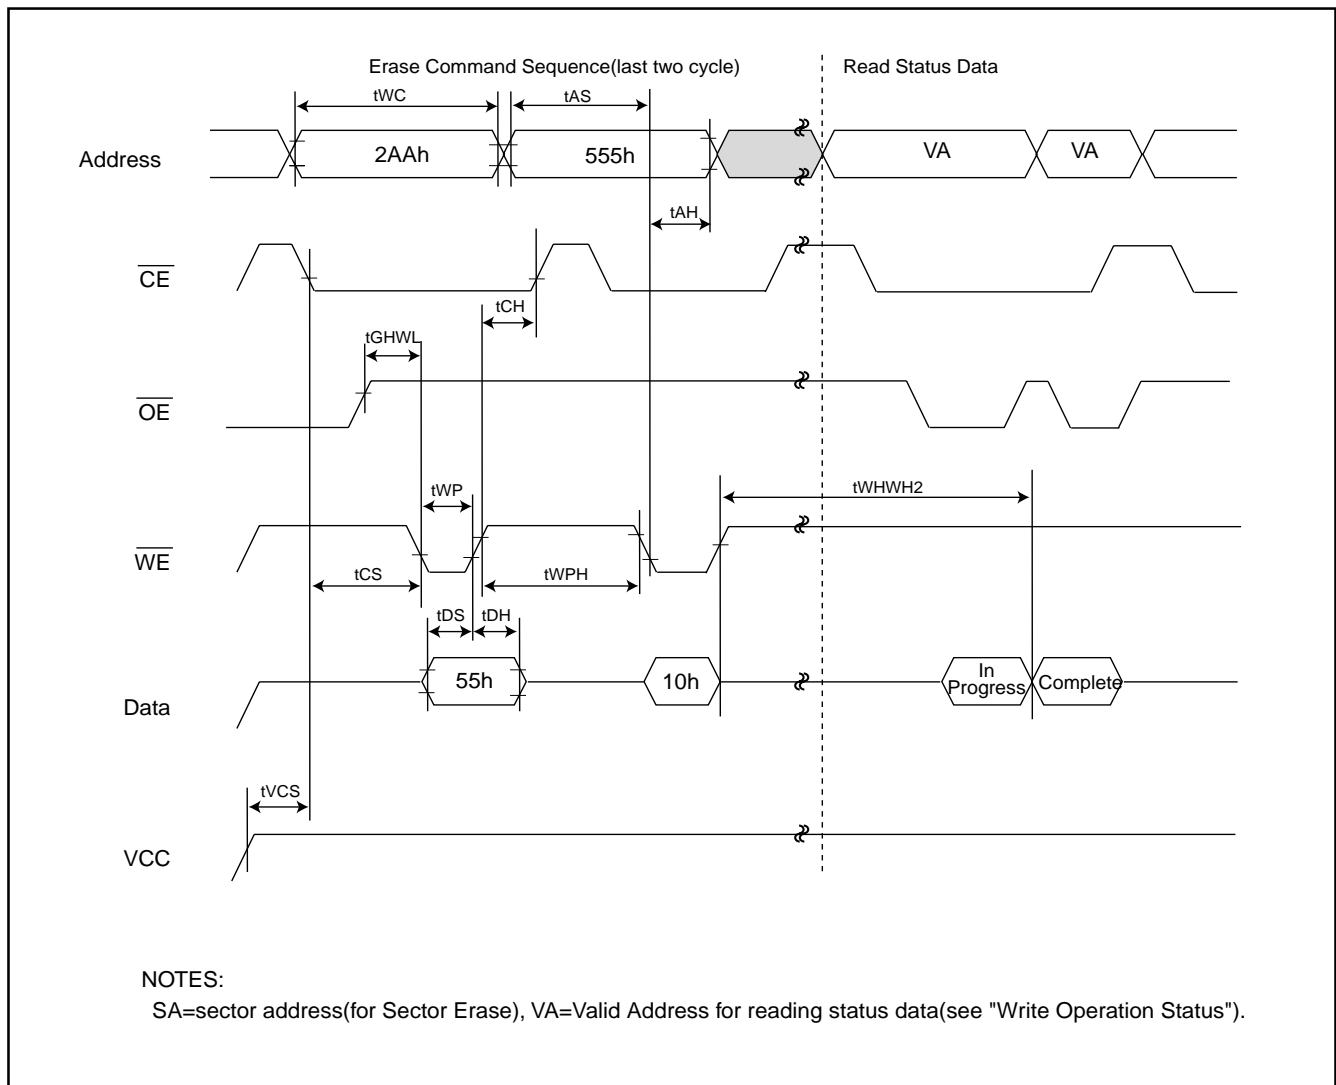 Erase Command Sequence(last two cycle)
Read Status Data
tWC
tAS
Address
2AAh
555h
VA
VA
tAH
CE
tCH
tGHWL
OE
tWP
tWHWH2
WE
tCS
tWPH
tDS
tDH
55h
10h
In
Progress
Complete
Data
tVCS
VCC
NOTES:
SA=sector address(for Sector Erase), VA=Valid Address for reading status data(see "Write Operation Status").